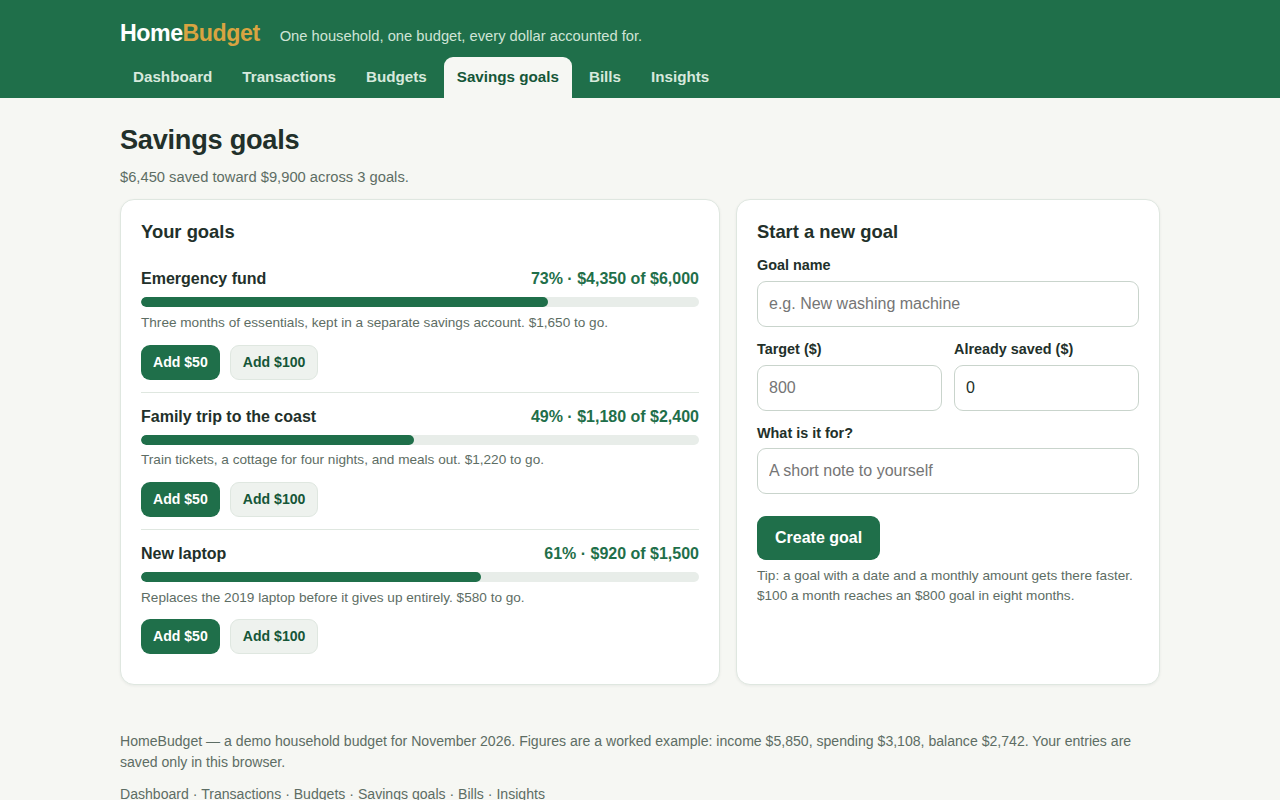 HomeBudget One household, one budget, every dollar accounted for.
Dashboard Transactions Budgets Savings goals Bills Insights
Savings goals
$6,450 saved toward $9,900 across 3 goals.
Your goals
Emergency fund 73% · $4,350 of $6,000
Three months of essentials, kept in a separate savings account. $1,650 to go.
Add $50 Add $100
Family trip to the coast 49% · $1,180 of $2,400
Train tickets, a cottage for four nights, and meals out. $1,220 to go.
Add $50 Add $100
New laptop 61% · $920 of $1,500
Replaces the 2019 laptop before it gives up entirely. $580 to go.
Add $50 Add $100
Start a new goal
Goal name
e.g. New washing machine
Target ($) Already saved ($)
800 0
What is it for?
A short note to yourself
Create goal
Tip: a goal with a date and a monthly amount gets there faster.
$100 a month reaches an $800 goal in eight months.
HomeBudget — a demo household budget for November 2026. Figures are a worked example: income $5,850, spending $3,108, balance $2,742. Your entries are
saved only in this browser.
Dashboard · Transactions · Budgets · Savings goals · Bills · Insights